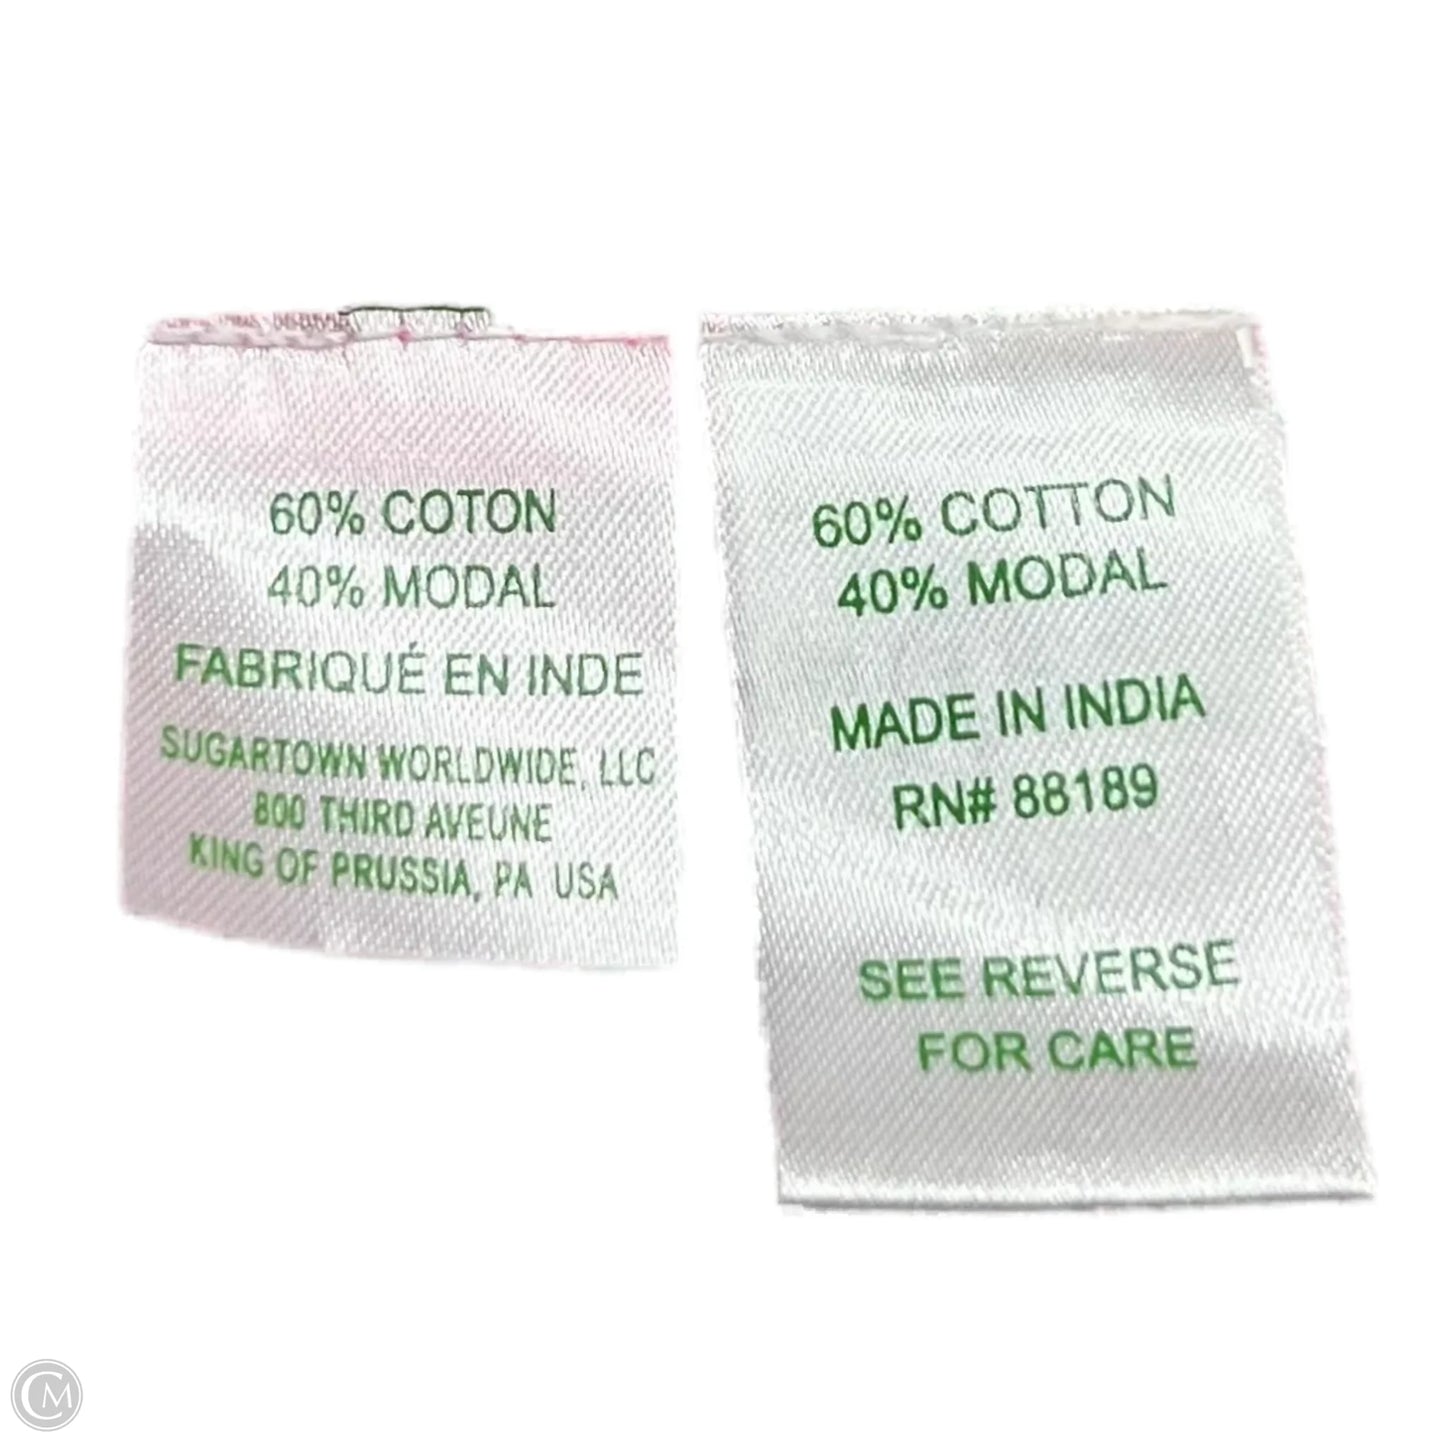 60% COTON
40% MODAL
FABRIQUÉ EN INDE
SUGARTOWN WORLDWIDE, LLC
800 THIRD AVEUNE
KING OF PRUSSIA, PA USA
60% COTTON
40% MODAL
MADE IN INDIA
RN# 88189
SEE REVERSE
FOR CARE
CM